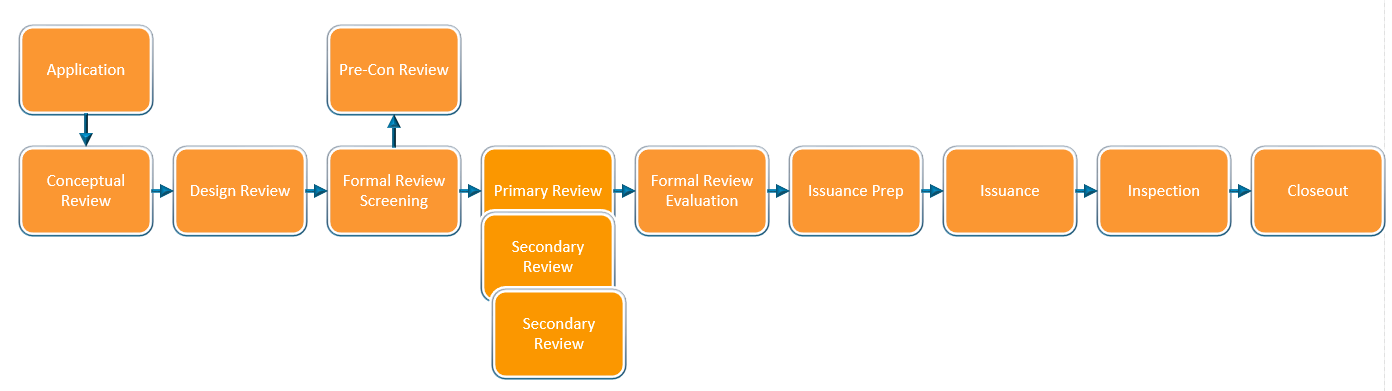 Application
Pre-Con Review
Conceptual
Review
Design Review
Formal Review
Screening
Primary Review
Formal Review
Evaluation
Issuance Prep
Issuance
Inspection
Closeout
Secondary
Review
Secondary
Review